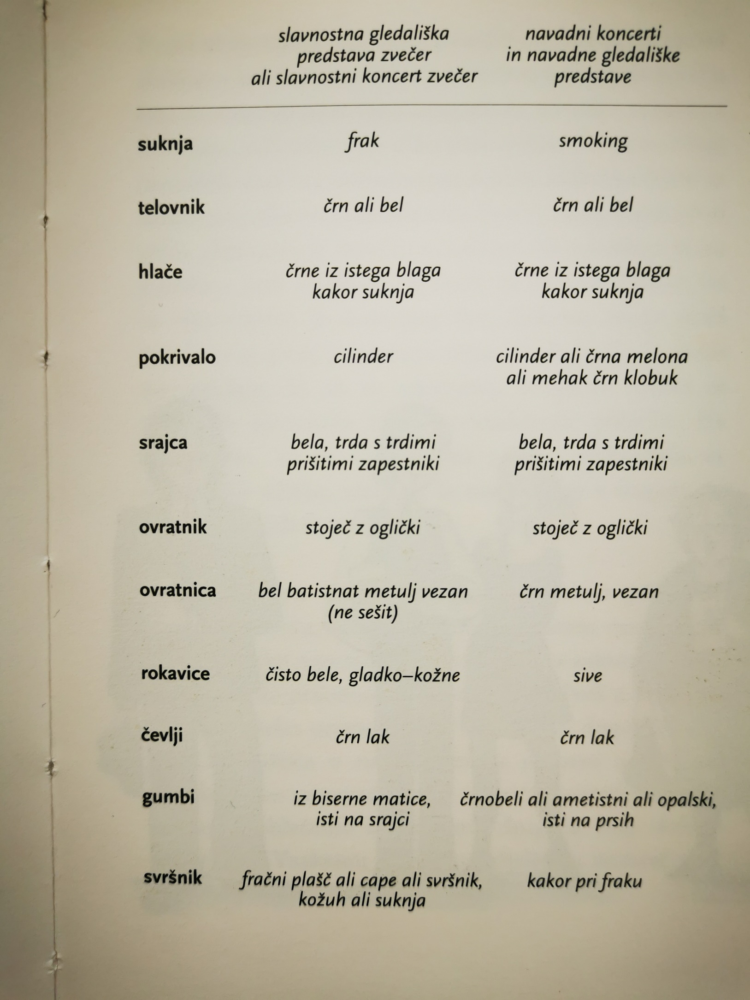 slavnostna gledališka
predstava zvečer
ali slavnostni koncert zvečer
navadni koncerti
in navadne gledališke
predstave
suknja
frak
smoking
telovnik
črn ali bel
črn ali bel
hlače
črne iz istega blaga
kakor suknja
črne iz istega blaga
kakor suknja
pokrivalo
cilinder
cilinder ali črna melona
ali mehak črn klobuk
srajca
bela, trda s trdimi
prišitimi zapestniki
bela, trda s trdimi
prišitimi zapestniki
ovratnik
stoječ z oglički
stoječ z oglički
ovratnica
bel batistnat metulj vezan
(ne sešit)
črn metulj, vezan
rokavice
čisto bele, gladko–kožne
sive
čevlji
črn lak
črn lak
gumbi
iz biserne matice,
isti na srajci
črnobeli ali ametistni ali opalski,
isti na prsih
svršnik
fračni plašč ali cape ali svršnik,
kožuh ali suknja
kakor pri fraku